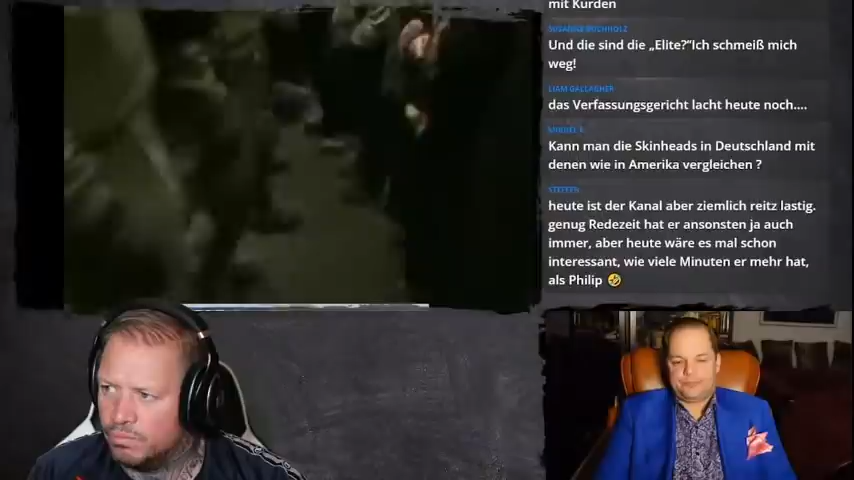 mit Kurden
SUSANNE BUCHHOLZ
Und die sind die „Elite?"Ich schmeiß mich
weg!
LIAM GALLAGHER
das Verfassungsgericht lacht heute noch....
Kann man die Skinheads in Deutschland mit
denen wie in Amerika vergleichen ?
STEFFEN
heute ist der Kanal aber ziemlich reitz lastig.
genug Redezeit hat er ansonsten ja auch
immer, aber heute wäre es mal schon
interessant, wie viele Minuten er mehr hat,
als Philip 🤣